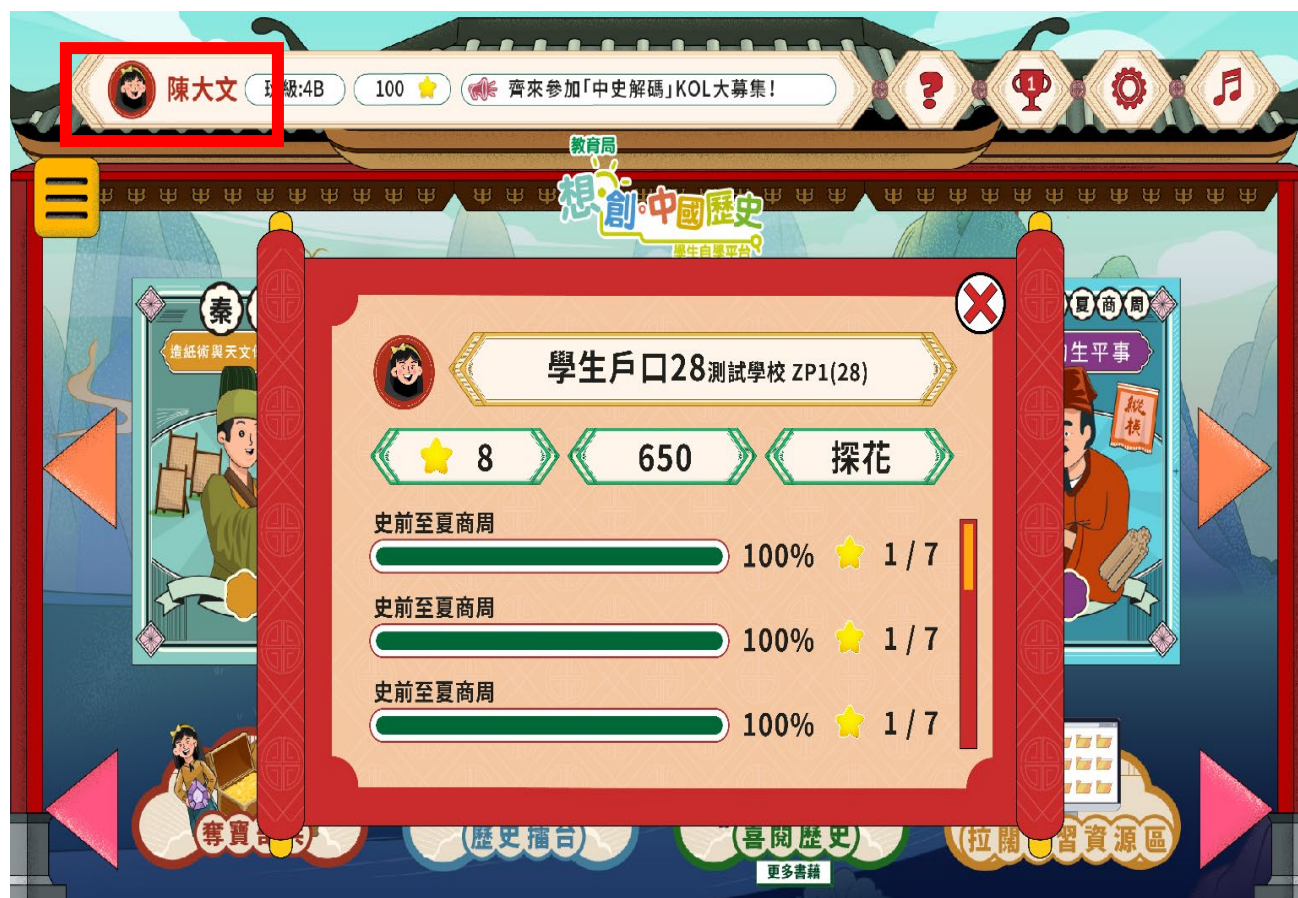 陳大文
班級:4B
100
齊來參加「中史解碼」KOL大募集!
?
1
教育局
想創·中國歷史
學生自學平台
秦
夏商周
造紙術與天文
生平事
縱橫
學生戶口28測試學校 ZP1(28)
8
650
探花
史前至夏商周
100% 1/7
史前至夏商周
100% 1/7
史前至夏商周
100% 1/7
奪寶
歷史擂台
喜閱歷史
拉闊
習資源區
更多書藉